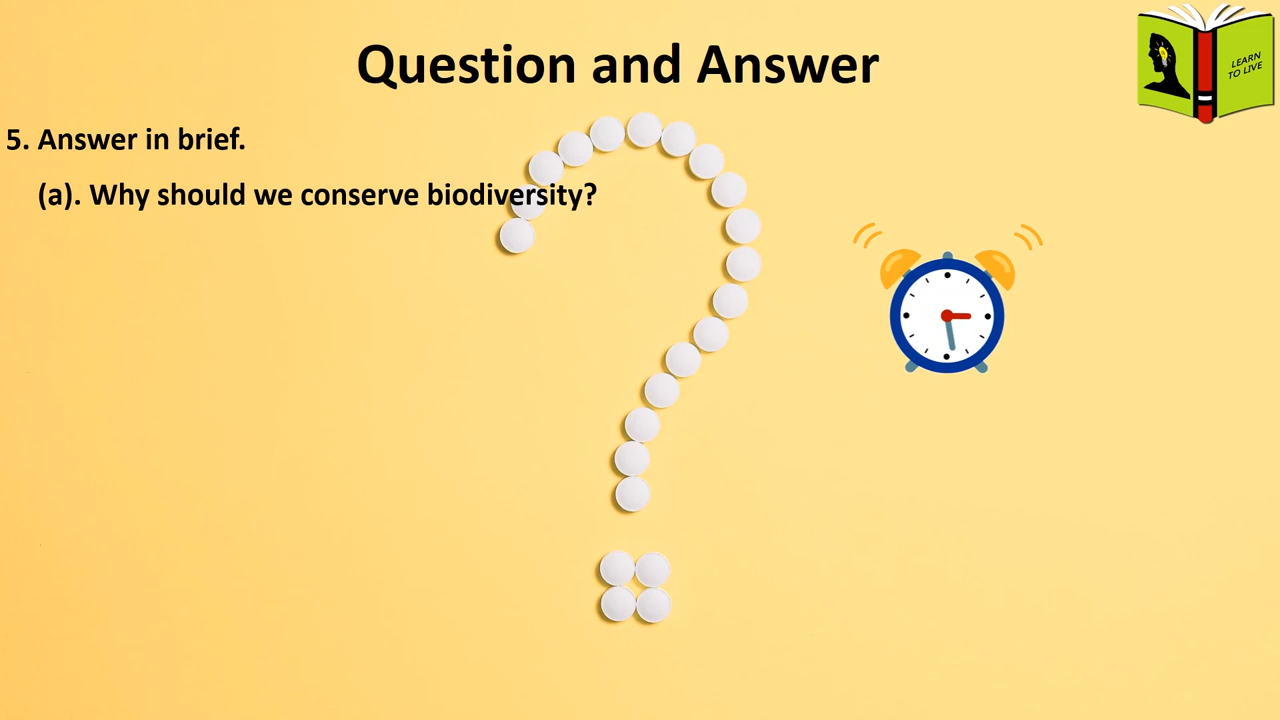 Question and Answer
LEARN
TO LIVE
5. Answer in brief.
(a). Why should we conserve biodiversity?